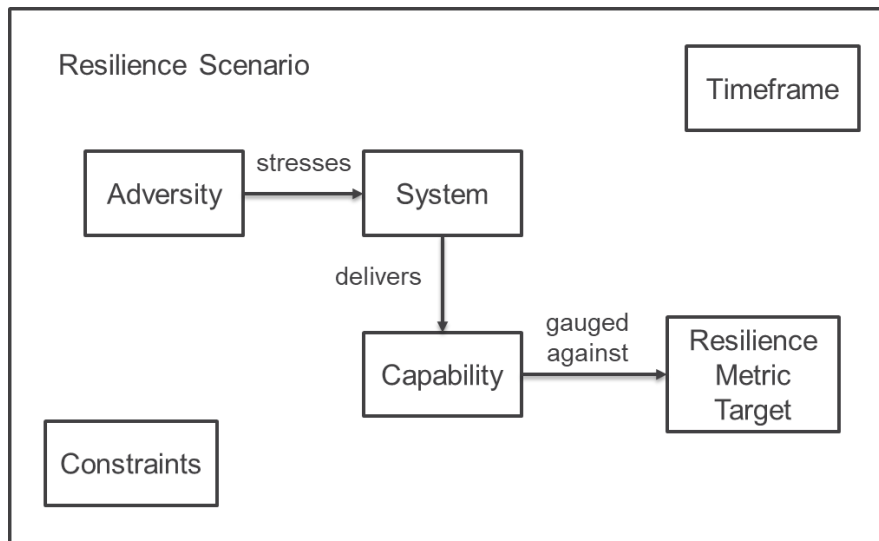 Resilience Scenario
Timeframe
Adversity
stresses
System
delivers
Capability
gauged
against
Resilience
Metric
Target
Constraints